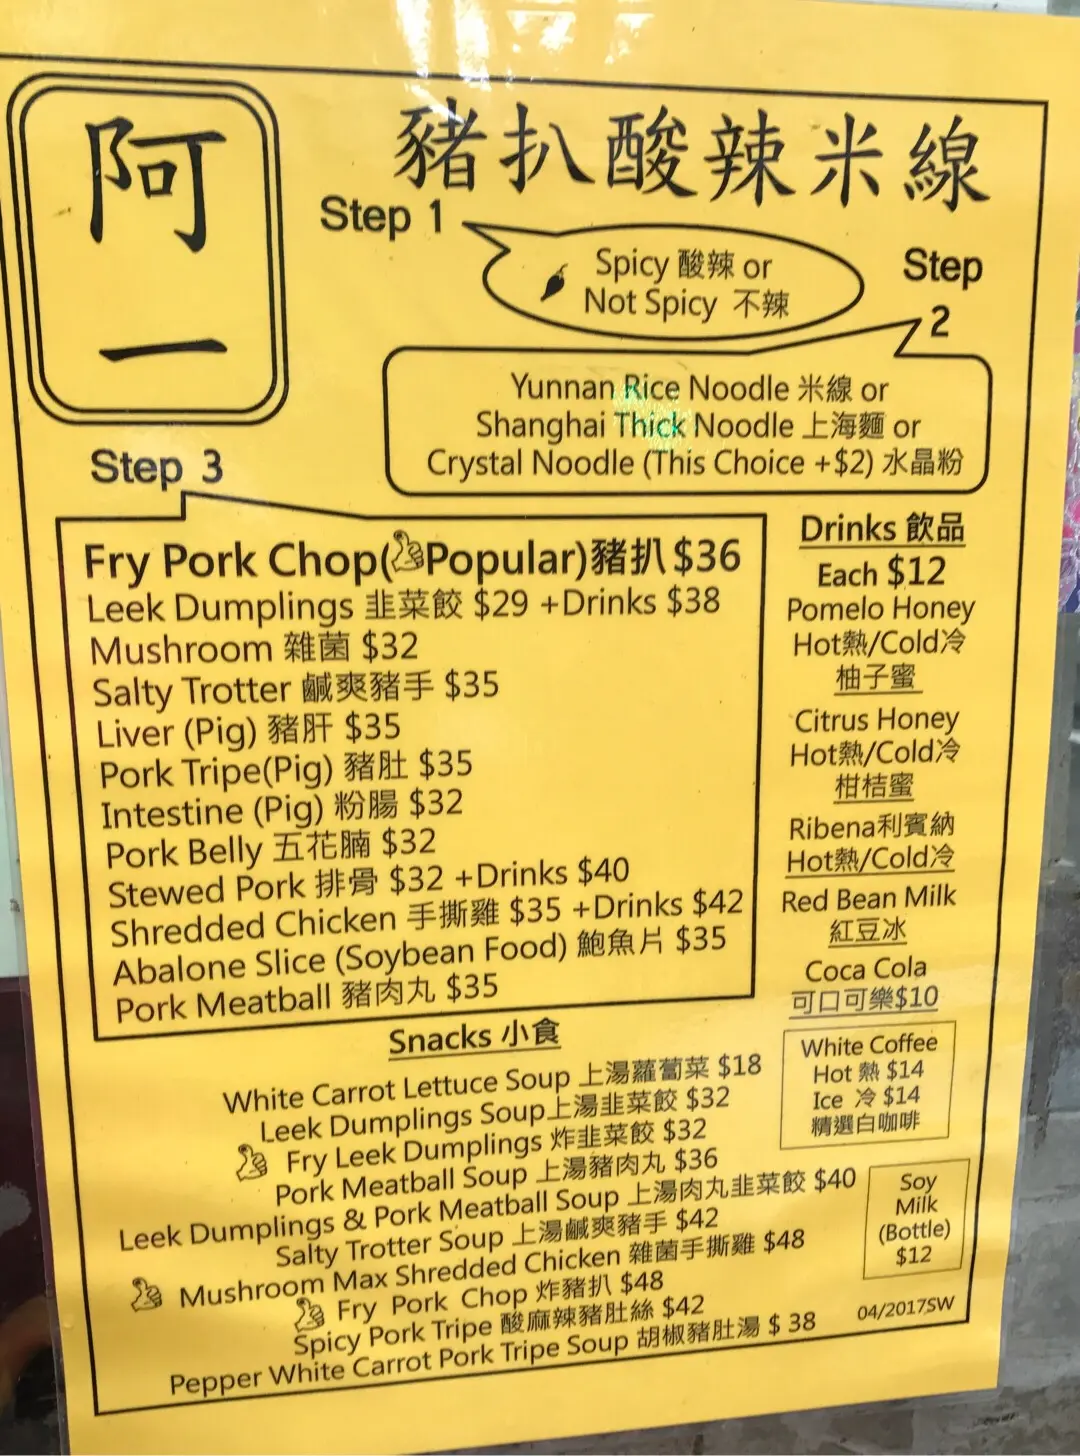 阿一
豬扒酸辣米線
Step 1
Spicy 酸辣 or
Not Spicy 不辣
Step
2
Yunnan Rice Noodle 米線 or
Shanghai Thick Noodle 上海麵 or
Crystal Noodle (This Choice +$2) 水晶粉
Step 3
Fry Pork Chop(Popular)豬扒 $36
Leek Dumplings 韭菜餃 $29 +Drinks $38
Mushroom 雜菌 $32
Salty Trotter 鹹爽豬手 $35
Liver (Pig) 豬肝 $35
Pork Tripe(Pig) 豬肚 $35
Intestine (Pig) 粉腸 $32
Pork Belly 五花腩 $32
Stewed Pork 排骨 $32 +Drinks $40
Shredded Chicken 手撕雞 $35 +Drinks $42
Abalone Slice (Soybean Food) 鮑魚片 $35
Pork Meatball 豬肉丸 $35
Drinks 飲品
Each $12
Pomelo Honey
Hot熱/Cold冷
柚子蜜
Citrus Honey
Hot熱/Cold冷
柑桔蜜
Ribena利賓納
Hot熱/Cold冷
Red Bean Milk
紅豆冰
Coca Cola
可口可樂$10
White Coffee
Hot 熱 $14
Ice 冷 $14
精選白咖啡
Soy
Milk
(Bottle)
$12
Snacks 小食
White Carrot Lettuce Soup 上湯蘿蔔菜 $18
Leek Dumplings Soup上湯韭菜餃 $32
Fry Leek Dumplings 炸韭菜餃 $32
Pork Meatball Soup 上湯豬肉丸 $36
Leek Dumplings & Pork Meatball Soup 上湯肉丸韭菜餃 $40
Salty Trotter Soup 上湯鹹爽豬手 $42
Mushroom Max Shredded Chicken 雜菌手撕雞 $48
Fry Pork Chop 炸豬扒 $48
Spicy Pork Tripe 酸麻辣豬肚絲 $42
Pepper White Carrot Pork Tripe Soup 胡椒豬肚湯 $ 38
04/2017SW